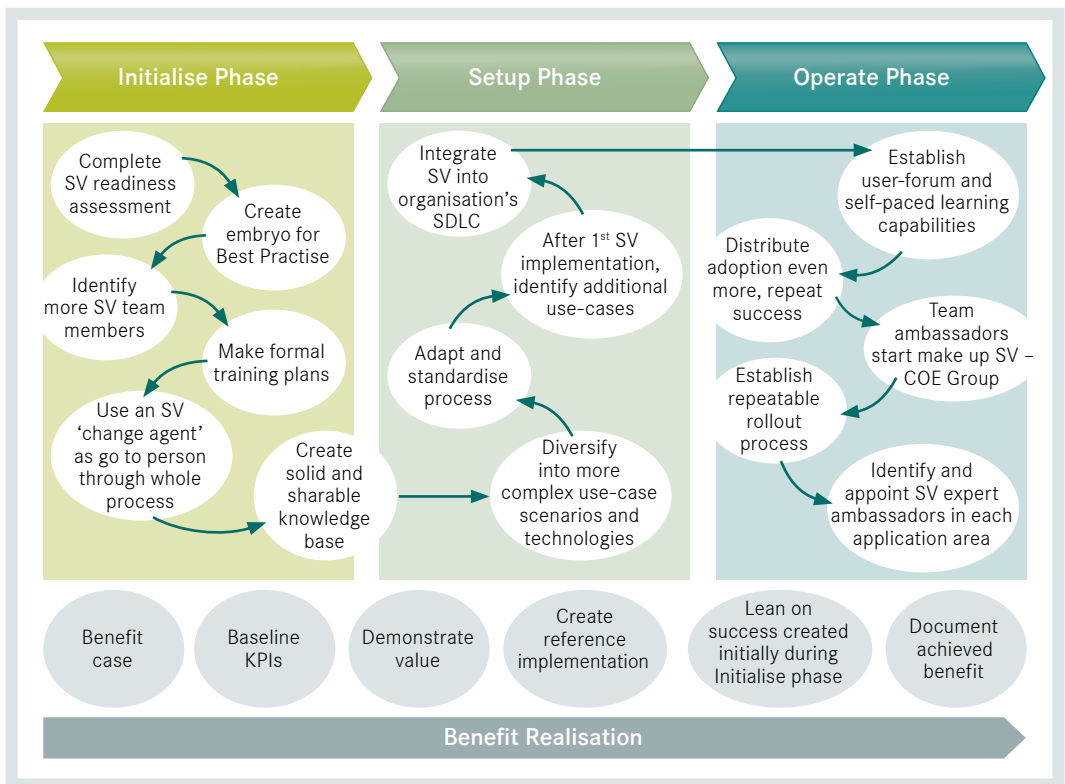 Initialise Phase
Setup Phase
Operate Phase
Complete
SV readiness
assessment
Create
embryo for
Best Practise
Identify
more SV team
members
Make formal
training plans
Use an SV
‘change agent’
as go to person
through whole
process
Create
solid and
sharable
knowledge
base
Diversify
into more
complex use-case
scenarios and
technologies
Adapt and
standardise
process
After 1st SV
implementation,
identify additional
use-cases
Integrate
SV into
organisation’s
SDLC
Establish
user-forum and
self-paced learning
capabilities
Distribute
adoption even
more, repeat
success
Team
ambassadors
start make up SV –
COE Group
Establish
repeatable
rollout
process
Identify and
appoint SV expert
ambassadors in each
application area
Benefit
case
Baseline
KPIs
Demonstrate
value
Create
reference
implementation
Lean on
success created
initially during
Initialise phase
Document
achieved
benefit
Benefit Realisation